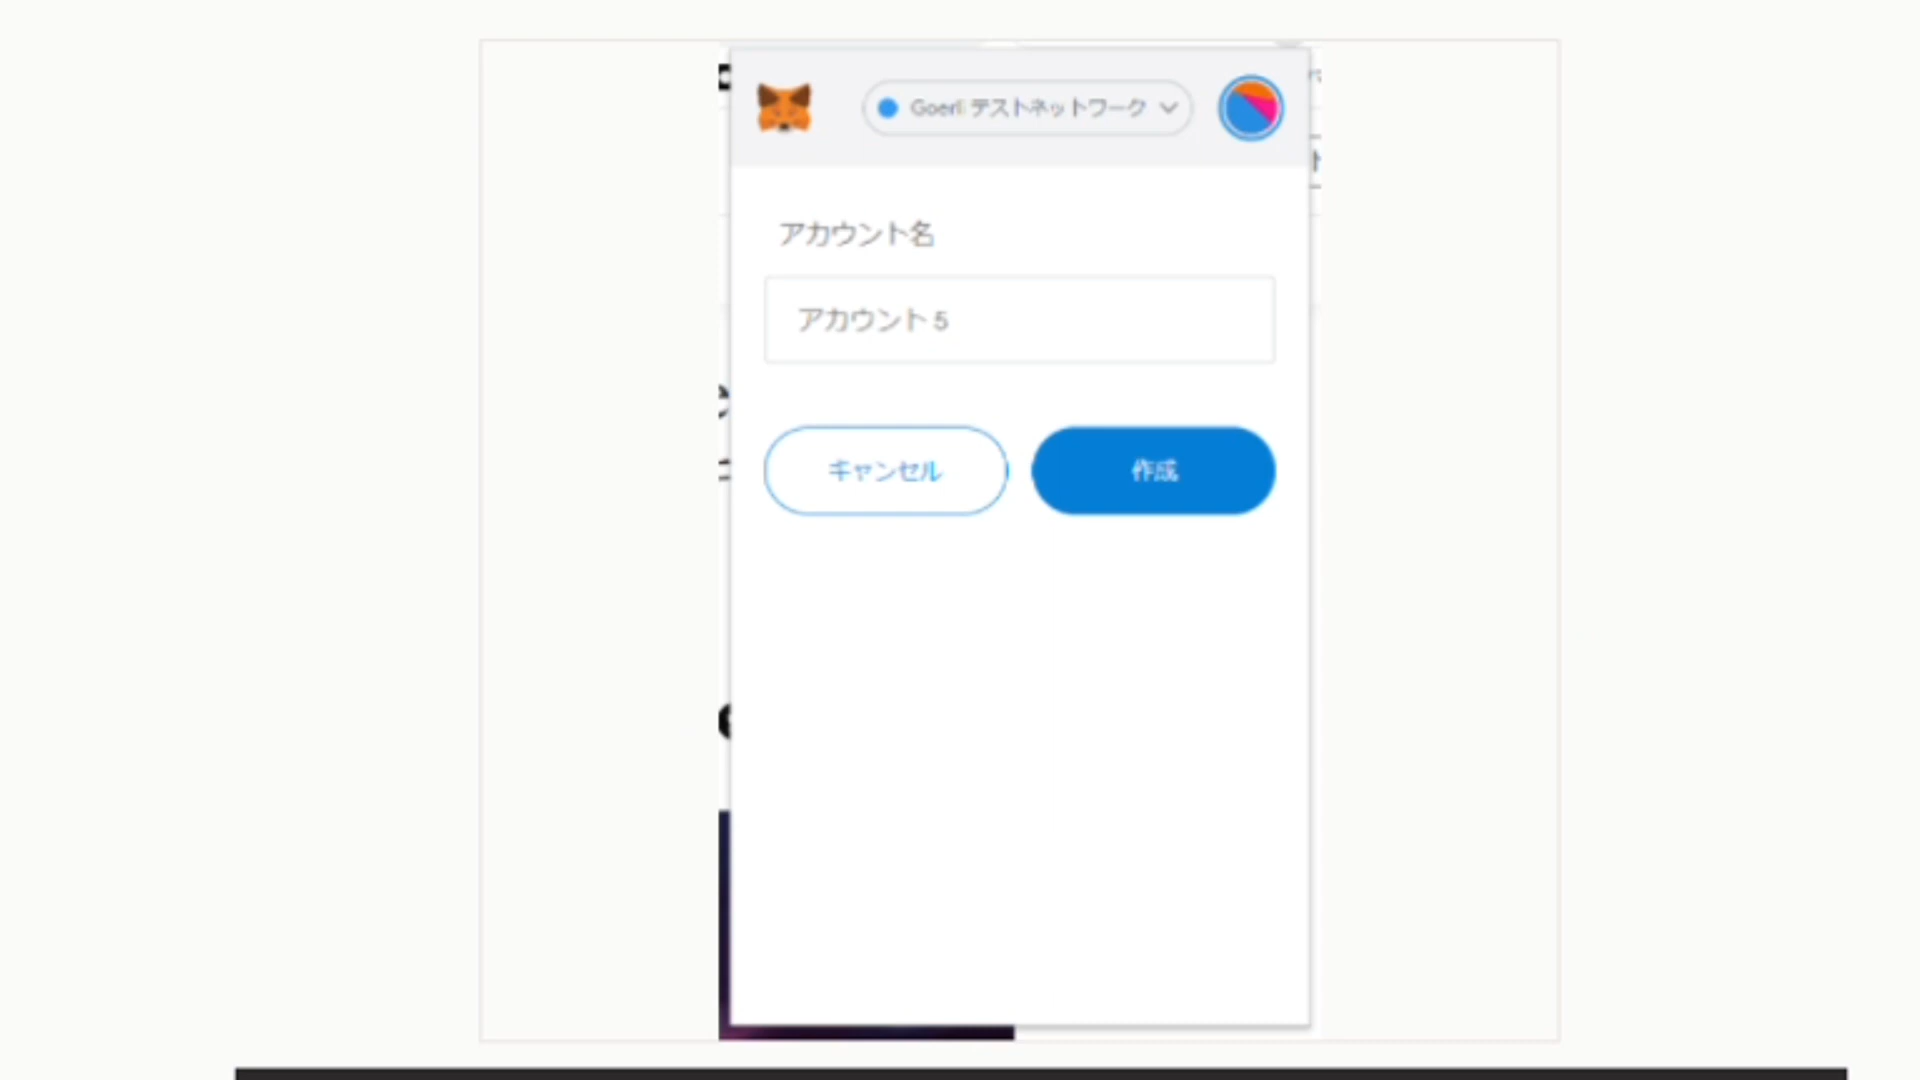 Goerli テストネットワーク
アカウント名
アカウント 5
キャンセル
作成